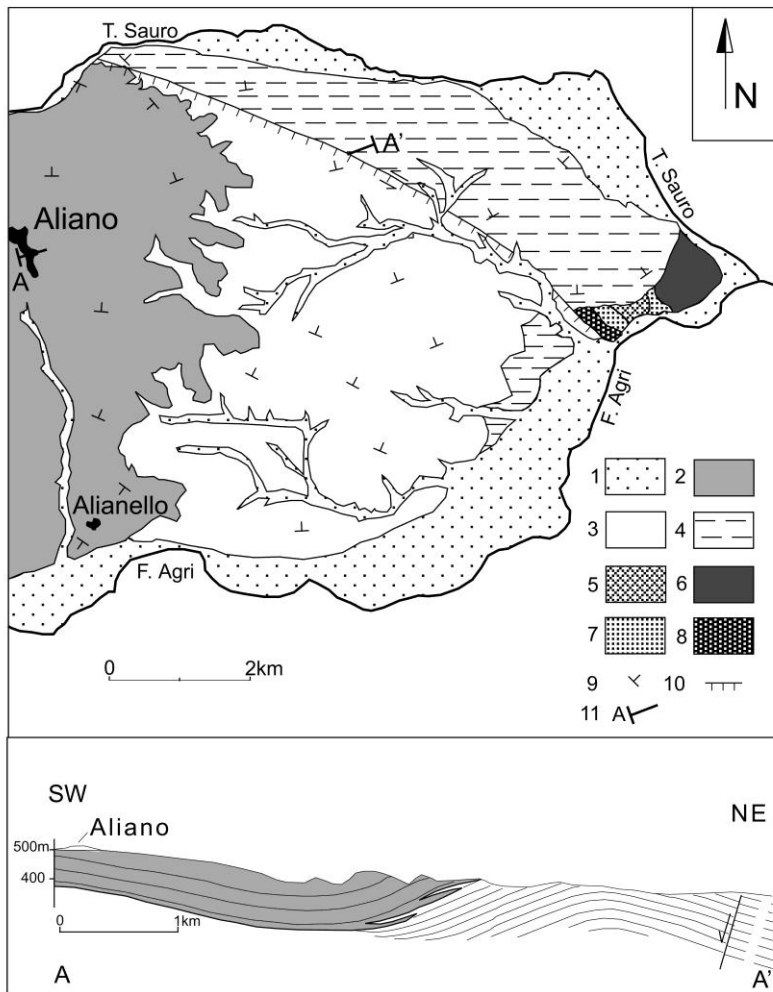 T. Sauro
N
A'
T. Sauro
Aliano
A
F. Agri
Alianello
F. Agri
1 2
3 4
5 6
7 8
9 10
11 A
0 2km
SW NE
Aliano
500m
400
0 1km
A A'